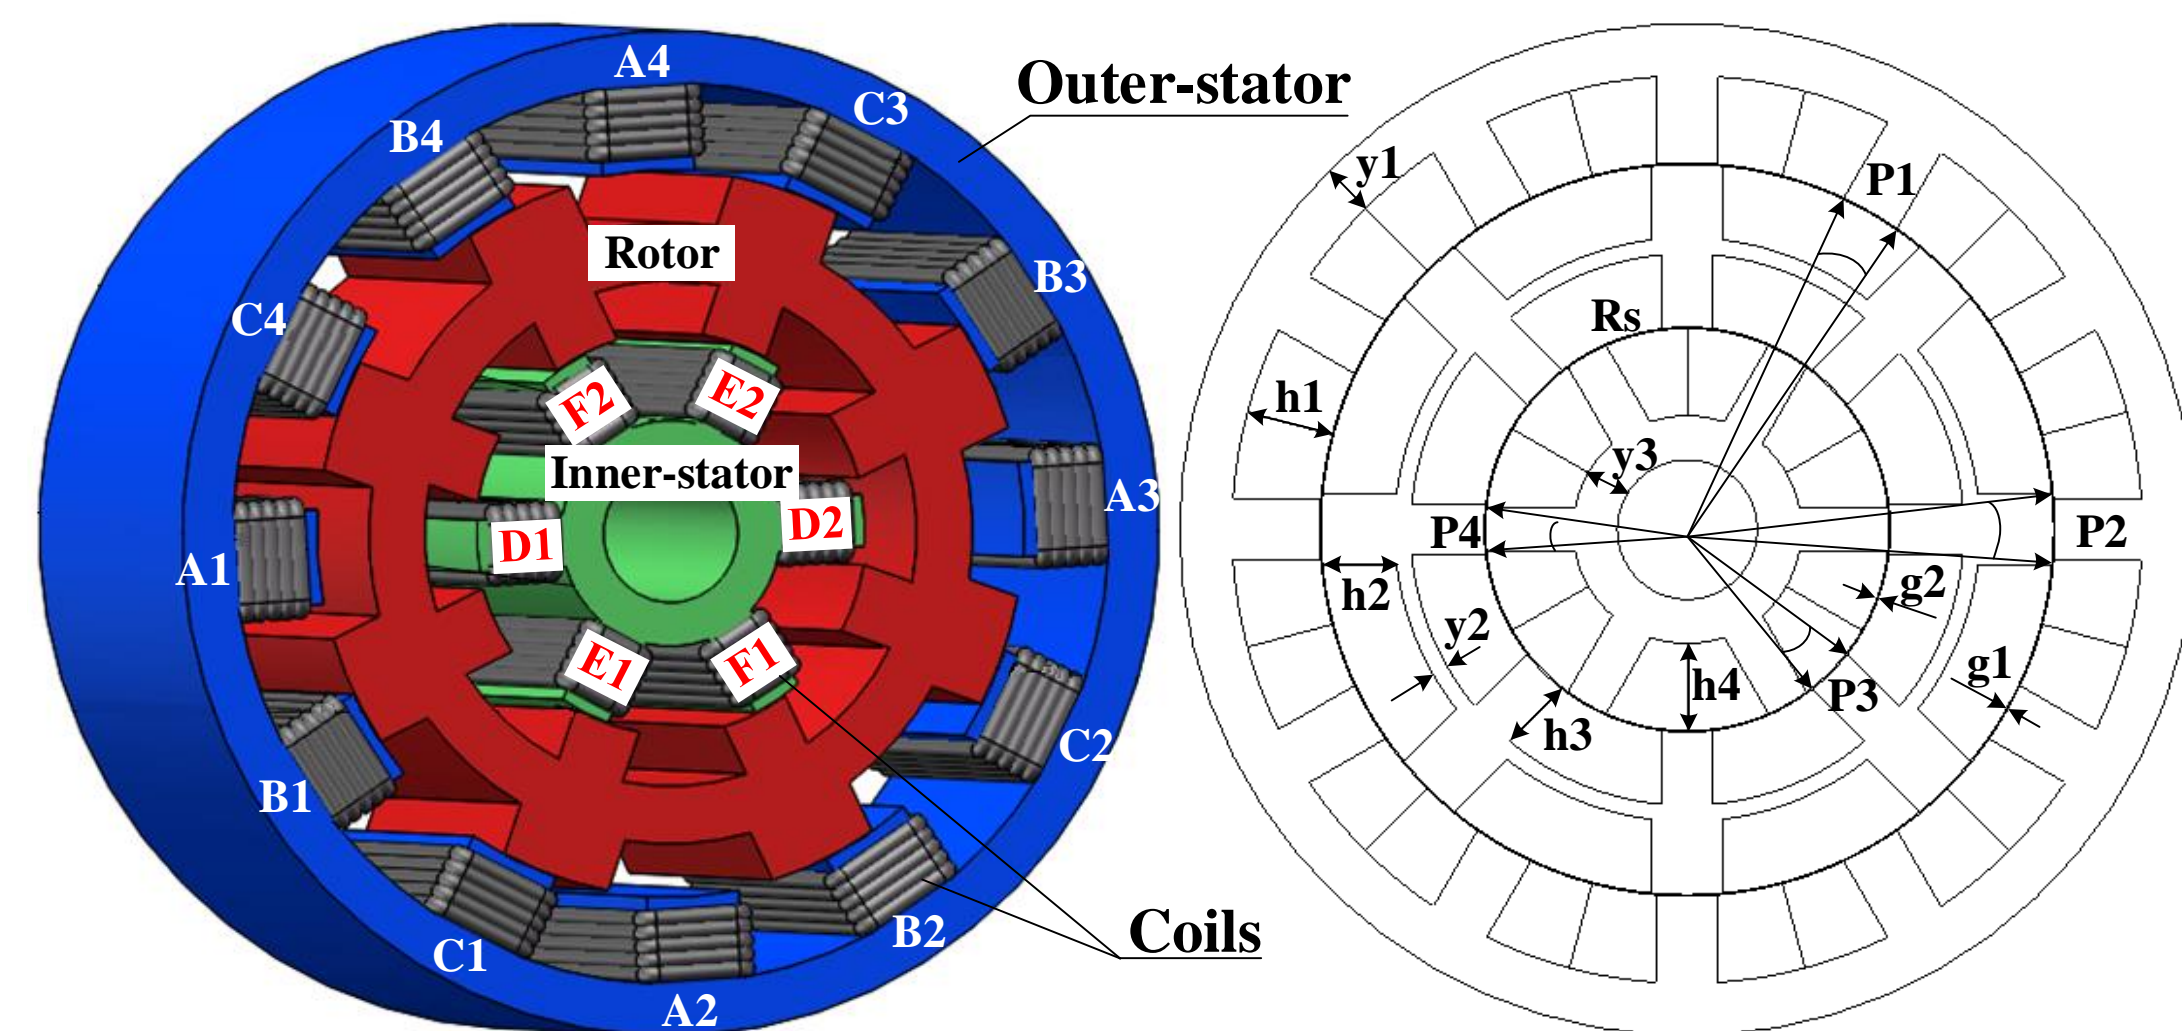 A4
C3
Outer-stator
B4
Rotor
C4
B3
F2
E2
Inner-stator
D1
D2
A3
A1
E1
F1
C2
B1
C1
B2
Coils
A2
y1
P1
Rs
h1
y3
P4
P2
h2
g2
y2
g1
h4
P3
h3